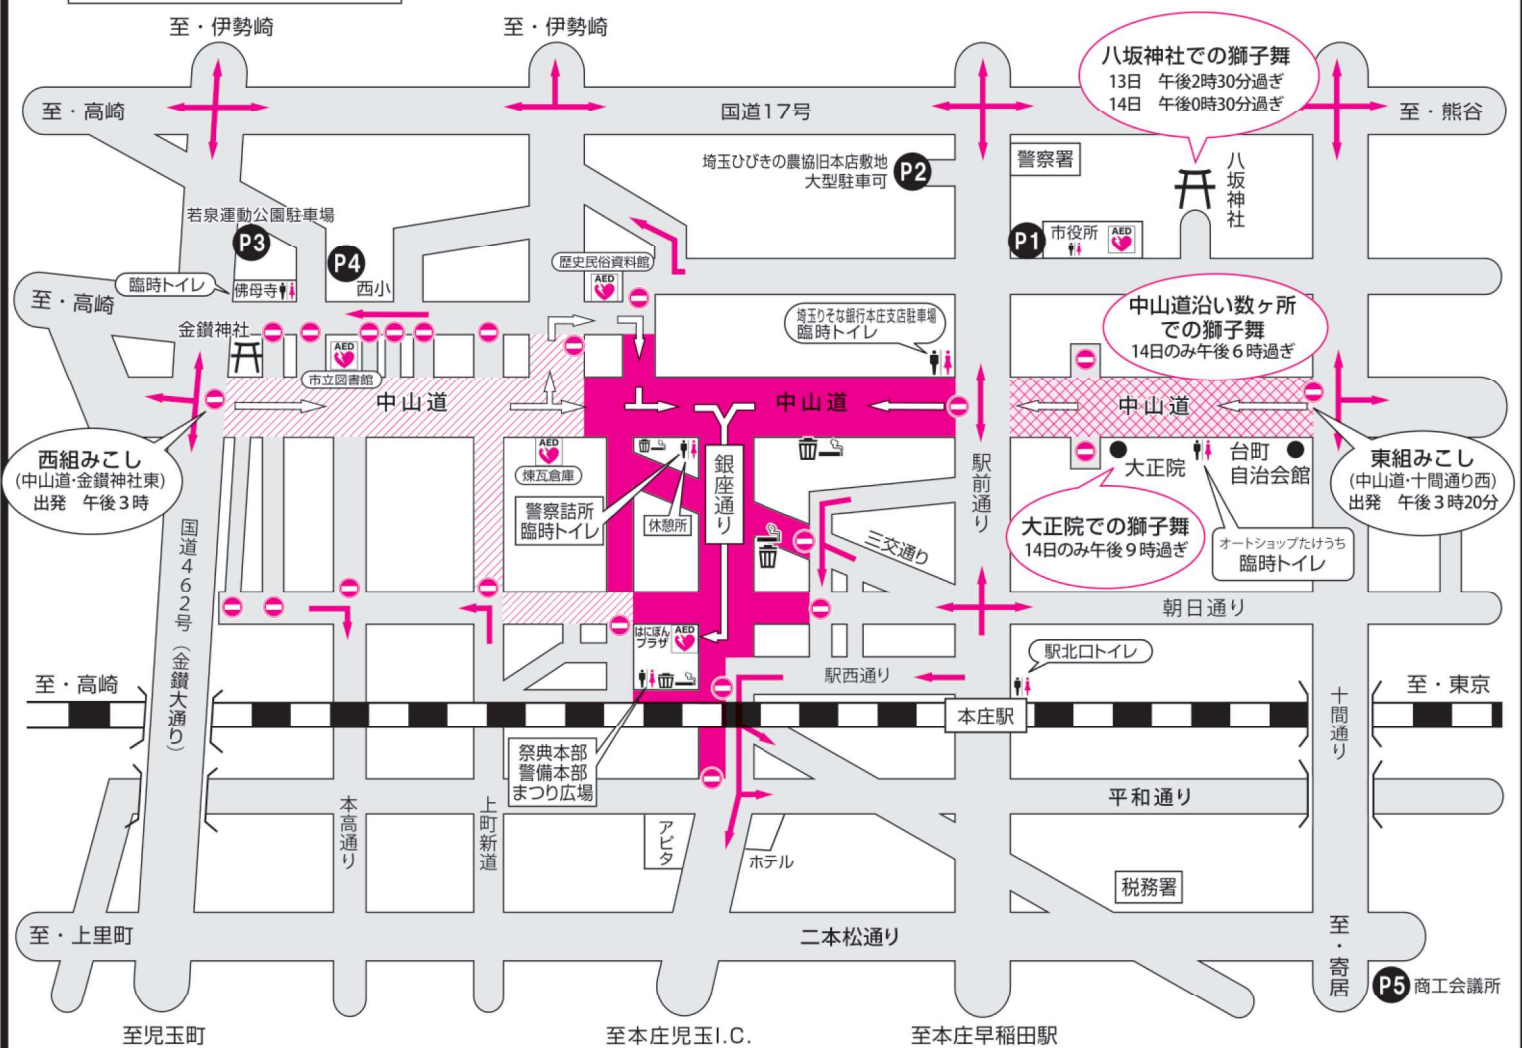 至・伊勢崎
至・伊勢崎
八坂神社での獅子舞
13日　午後2時30分過ぎ
14日　午後0時30分過ぎ
至・高崎
国道17号
至・熊谷
埼玉ひびきの農協旧本店敷地
大型駐車可
P2
警察署
八坂神社
若泉運動公園駐車場
P3
P4
P1
市役所
AED
臨時トイレ
佛母寺
西小
歴史民俗資料館
AED
至・高崎
金鑚神社
AED
市立図書館
埼玉りそな銀行本庄支店駐車場
臨時トイレ
中山道沿い数ヶ所
での獅子舞
14日のみ午後6時過ぎ
中山道
中山道
中山道
西組みこし
(中山道・金鑚神社東)
出発　午後3時
AED
煉瓦倉庫
警察詰所
臨時トイレ
休憩所
銀座通り
駅前通り
大正院
台町
自治会館
東組みこし
(中山道・十間通り西)
出発　午後3時20分
大正院での獅子舞
14日のみ午後9時過ぎ
オートショップたけうち
臨時トイレ
三交通り
国道462号（金鑚大通り）
朝日通り
はにぽん
プラザ
AED
駅西通り
駅北口トイレ
至・高崎
本庄駅
至・東京
十間通り
祭典本部
警備本部
まつり広場
本高通り
上町新道
平和通り
アピタ
ホテル
税務署
至・上里町
二本松通り
至・寄居
P5
商工会議所
至児玉町
至本庄児玉I.C.
至本庄早稲田駅